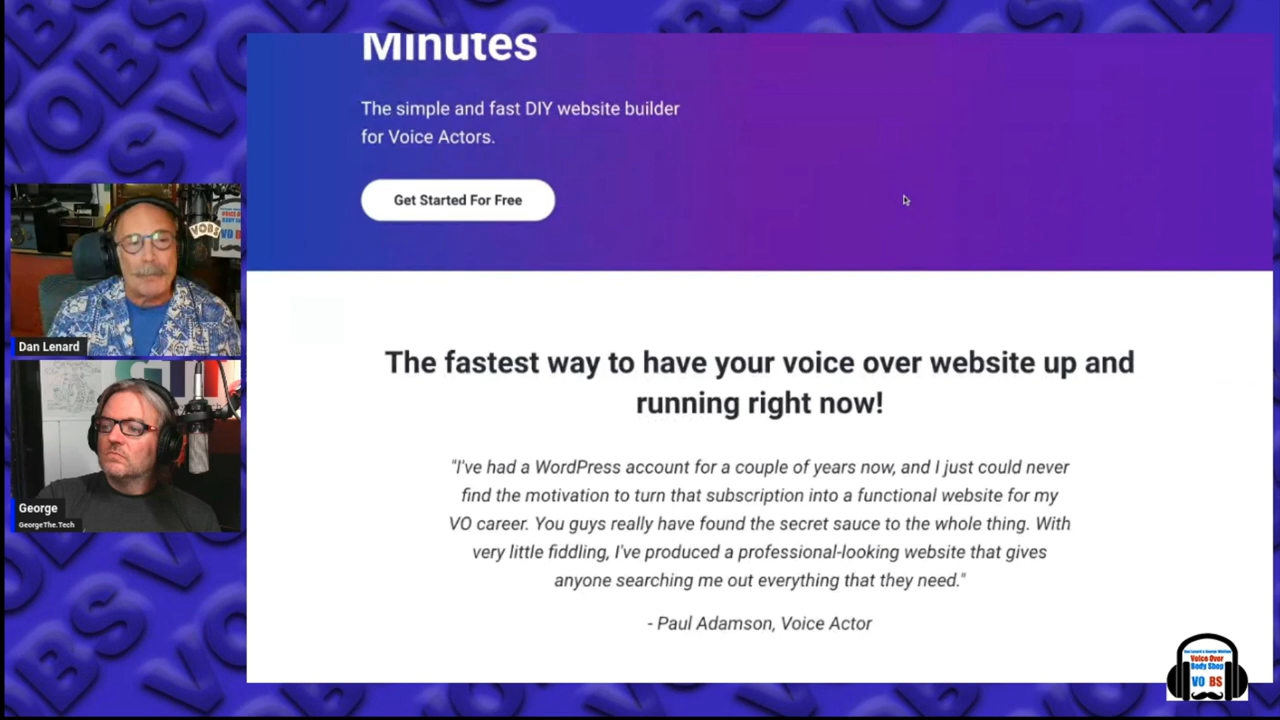 Minutes
The simple and fast DIY website builder
for Voice Actors.
Get Started For Free
The fastest way to have your voice over website up and
running right now!
"I've had a WordPress account for a couple of years now, and I just could never
find the motivation to turn that subscription into a functional website for my
VO career. You guys really have found the secret sauce to the whole thing. With
very little fiddling, I've produced a professional-looking website that gives
anyone searching me out everything that they need."
- Paul Adamson, Voice Actor
VOBS
Dan Lenard
George
GeorgeThe.Tech
Voice Over
Body Shop
VO BS